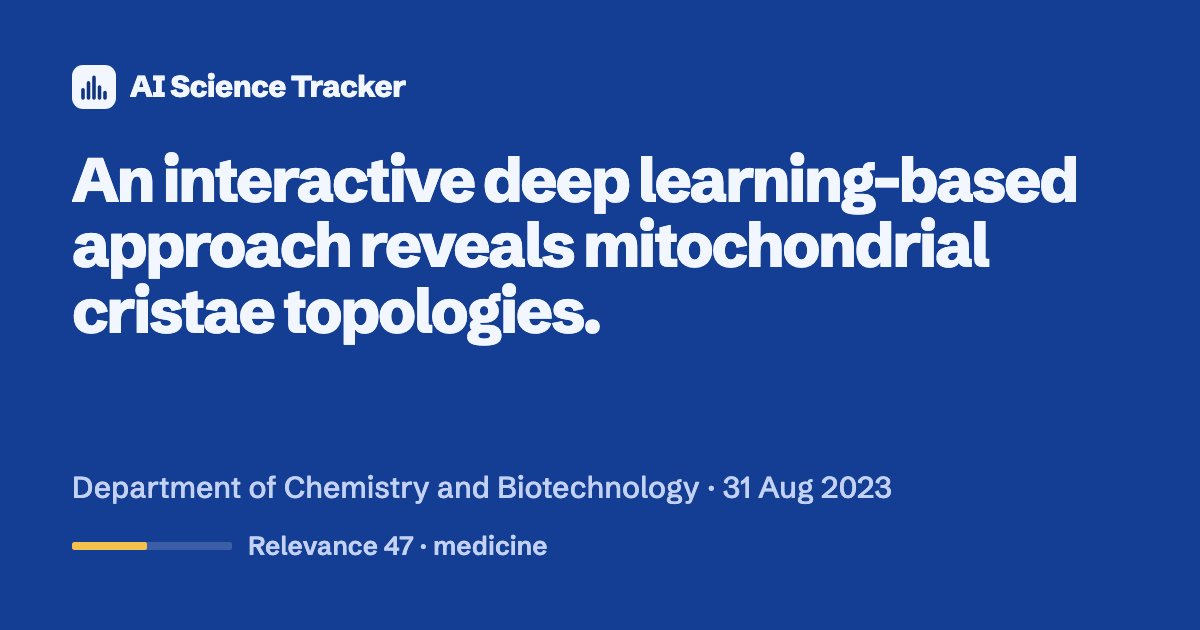 AI Science Tracker
An interactive deep learning-based
approach reveals mitochondrial
cristae topologies.
Department of Chemistry and Biotechnology · 31 Aug 2023
Relevance 47 · medicine